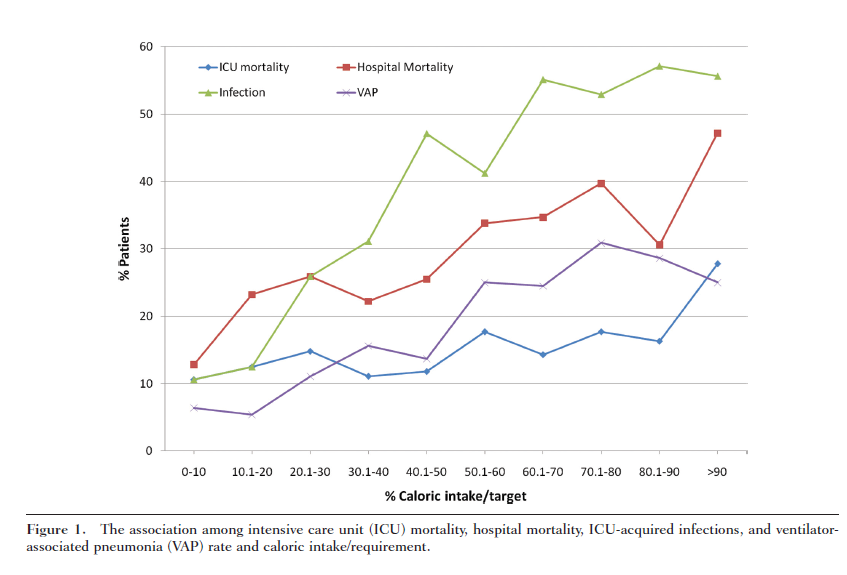 60
50
40
30
20
10
0
ICU mortality
Hospital Mortality
Infection
VAP
% Patients
0-10 10.1-20 20.1-30 30.1-40 40.1-50 50.1-60 60.1-70 70.1-80 80.1-90 >90
% Caloric intake/target
Figure 1. The association among intensive care unit (ICU) mortality, hospital mortality, ICU-acquired infections, and ventilator-
associated pneumonia (VAP) rate and caloric intake/requirement.